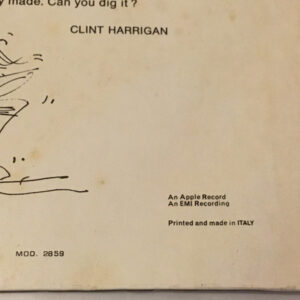 y made. Can you dig it?
CLINT HARRIGAN
An Apple Record
An EMI Recording
Printed and made in ITALY
MOD. 2859